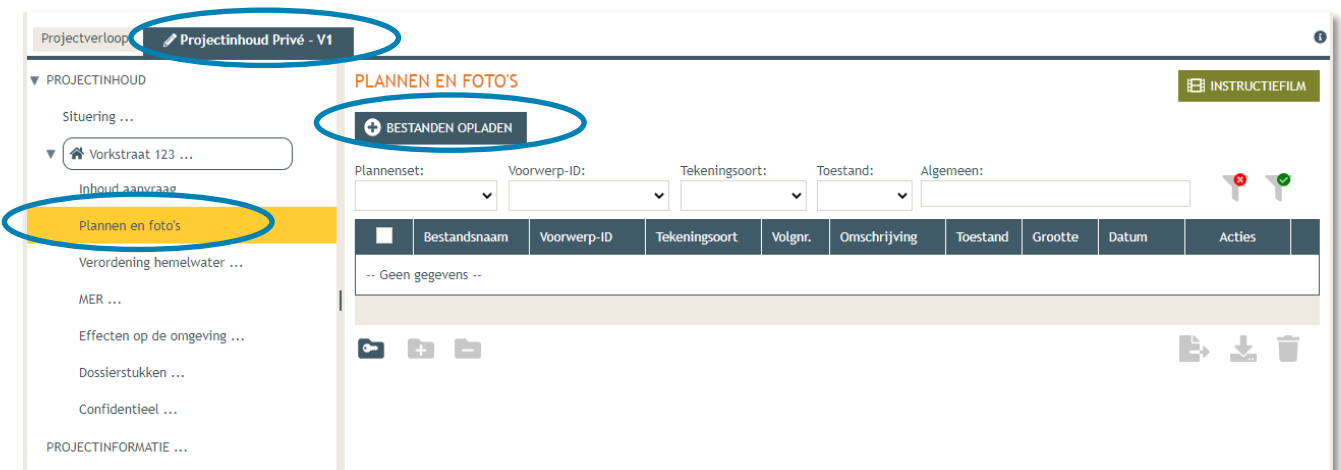 Projectverloop
Projectinhoud Privé - V1
PROJECTINHOUD
Situering ...
Vorkstraat 123 ...
Inhoud aanvraag
Plannen en foto's
Verordening hemelwater ...
MER ...
Effecten op de omgeving ...
Dossierstukken ...
Confidentieel ...
PROJECTINFORMATIE ...
PLANNEN EN FOTO'S
INSTRUCTIEFILM
BESTANDEN OPLADEN
Plannenset: Voorwerp-ID: Tekeningsoort: Toestand: Algemeen:
Bestandsnaam Voorwerp-ID Tekeningsoort Volgnr. Omschrijving Toestand Grootte Datum Acties
-- Geen gegevens --